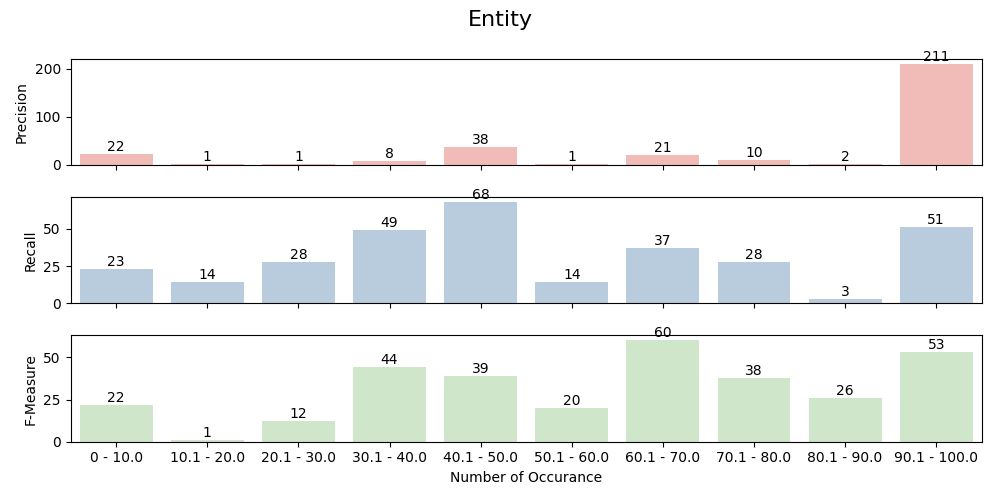 Entity
Precision
200
100
0
22 1 1 8 38 1 21 10 2 211
Recall
50
25
0
23 14 28 49 68 14 37 28 3 51
F-Measure
50
25
0
22 1 12 44 39 20 60 38 26 53
0 - 10.0 10.1 - 20.0 20.1 - 30.0 30.1 - 40.0 40.1 - 50.0 50.1 - 60.0 60.1 - 70.0 70.1 - 80.0 80.1 - 90.0 90.1 - 100.0
Number of Occurance